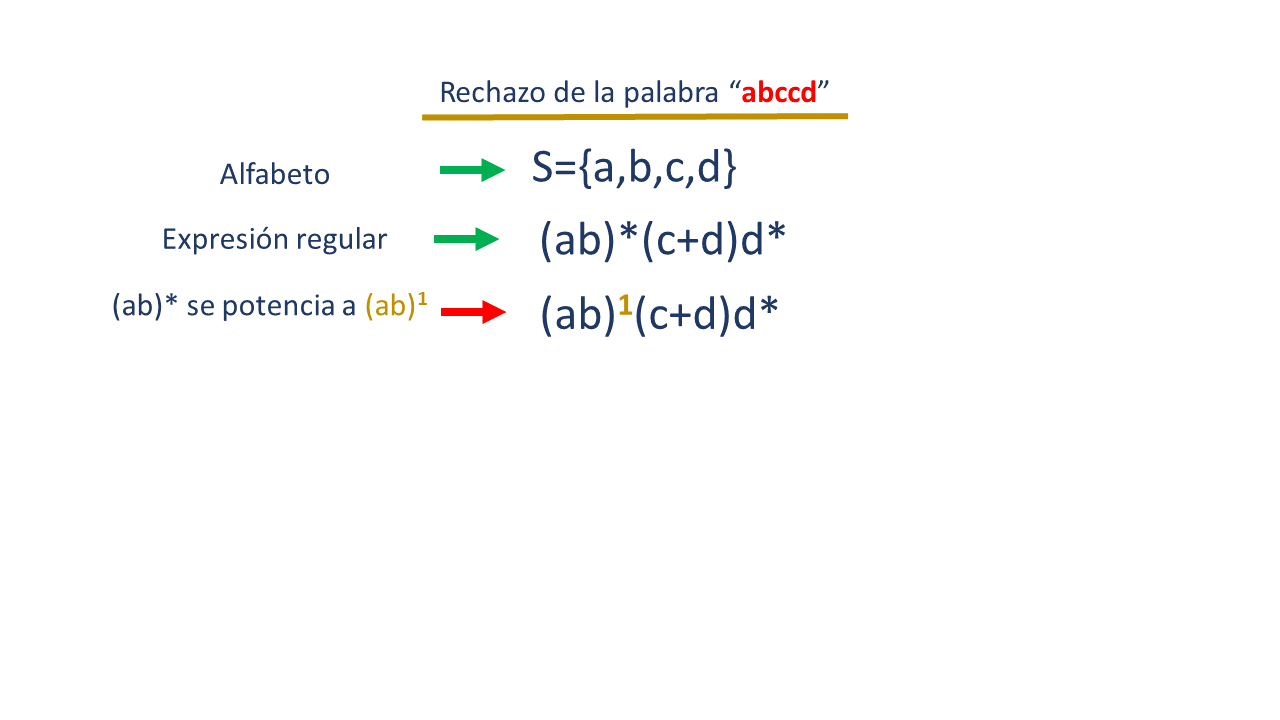 Rechazo de la palabra “abccd”
Alfabeto S={a,b,c,d}
Expresión regular (ab)*(c+d)d*
(ab)* se potencia a (ab)¹ (ab)¹(c+d)d*